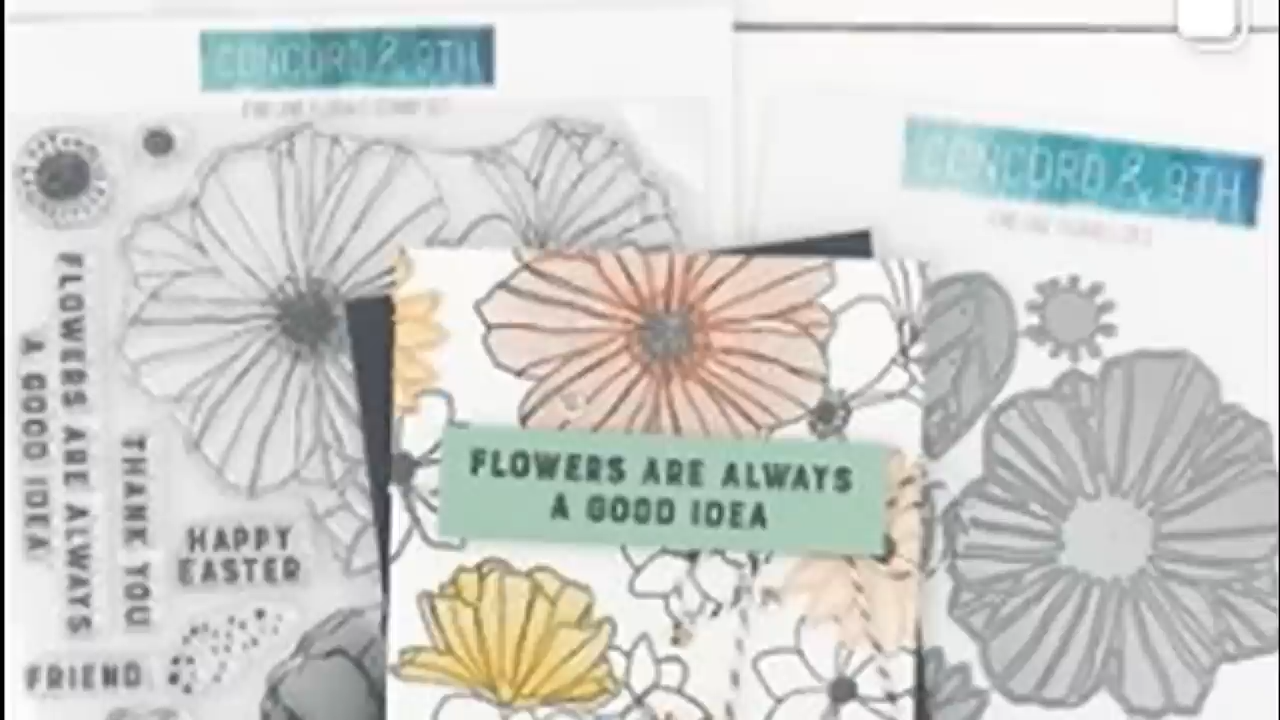 CONCORD & 9TH
CONCORD & 9TH
FLOWERS ARE ALWAYS
A GOOD IDEA
THANK YOU
HAPPY
EASTER
FRIEND
FLOWERS ARE ALWAYS
A GOOD IDEA